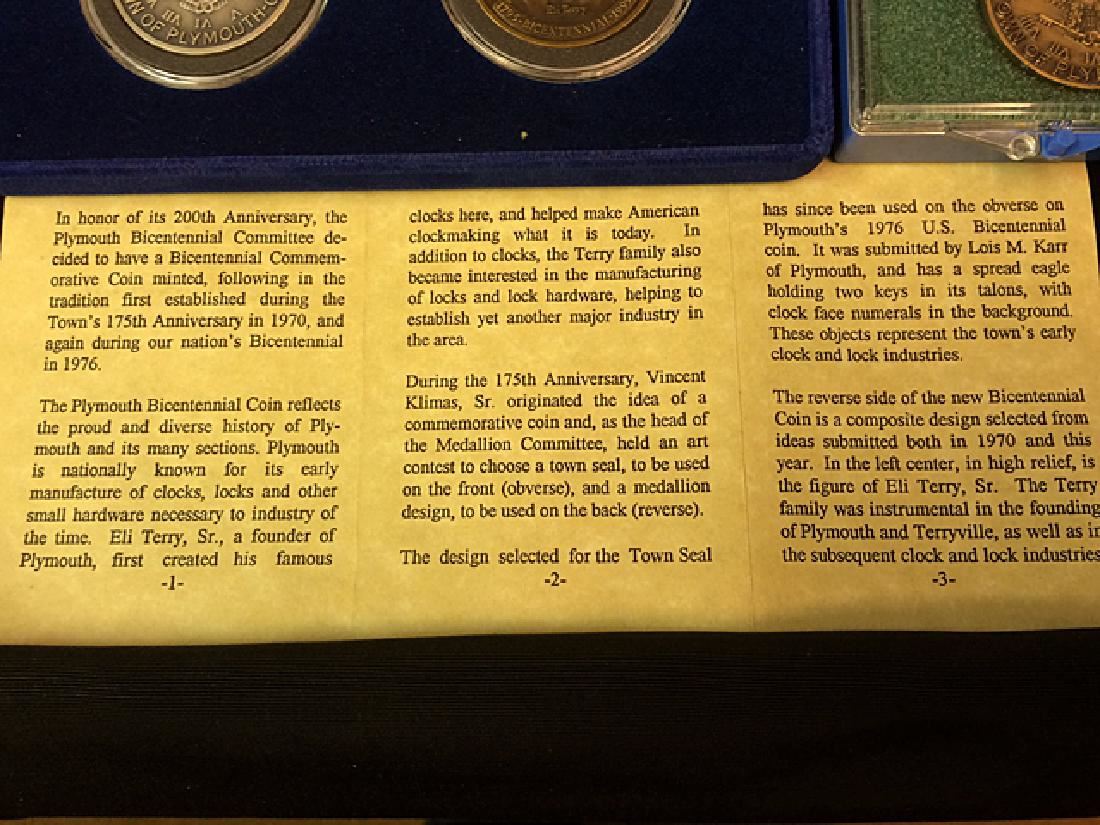 OF PLYMOUTH
Eli Terry
BICENTENNIAL
OF PLY
In honor of its 200th Anniversary, the
Plymouth Bicentennial Committee de-
cided to have a Bicentennial Commem-
orative Coin minted, following in the
tradition first established during the
Town's 175th Anniversary in 1970, and
again during our nation's Bicentennial
in 1976.
The Plymouth Bicentennial Coin reflects
the proud and diverse history of Ply-
mouth and its many sections. Plymouth
is nationally known for its early
manufacture of clocks, locks and other
small hardware necessary to industry of
the time. Eli Terry, Sr., a founder of
Plymouth, first created his famous
-1-
clocks here, and helped make American
clockmaking what it is today. In
addition to clocks, the Terry family also
became interested in the manufacturing
of locks and lock hardware, helping to
establish yet another major industry in
the area.
During the 175th Anniversary, Vincent
Klimas, Sr. originated the idea of a
commemorative coin and, as the head of
the Medallion Committee, held an art
contest to choose a town seal, to be used
on the front (obverse), and a medallion
design, to be used on the back (reverse).
The design selected for the Town Seal
-2-
has since been used on the obverse on
Plymouth's 1976 U.S. Bicentennial
coin. It was submitted by Lois M. Karr
of Plymouth, and has a spread eagle
holding two keys in its talons, with
clock face numerals in the background.
These objects represent the town's early
clock and lock industries.
The reverse side of the new Bicentennial
Coin is a composite design selected from
ideas submitted both in 1970 and this
year. In the left center, in high relief, is
the figure of Eli Terry, Sr. The Terry
family was instrumental in the founding
of Plymouth and Terryville, as well as in
the subsequent clock and lock industries
-3-